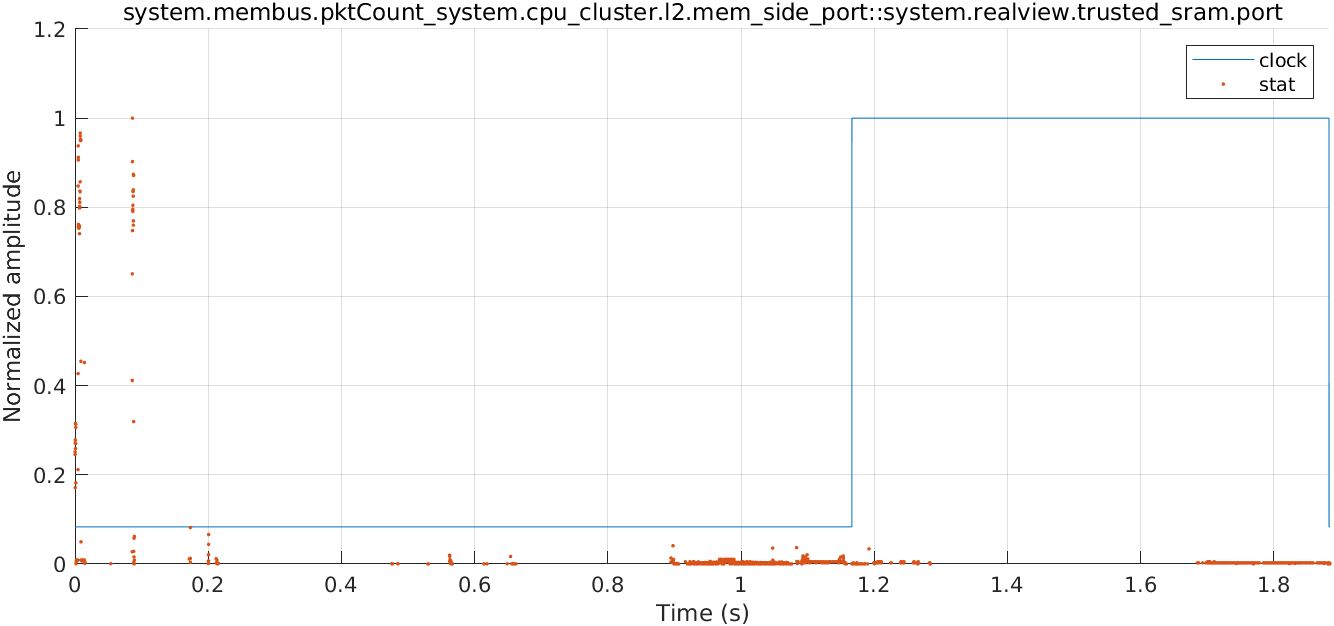 system.membus.pktCount_system.cpu_cluster.l2.mem_side_port::system.realview.trusted_sram.port
1.2
clock
stat
1
0.8
0.6
0.4
0.2
0
Normalized amplitude
0 0.2 0.4 0.6 0.8 1 1.2 1.4 1.6 1.8
Time (s)